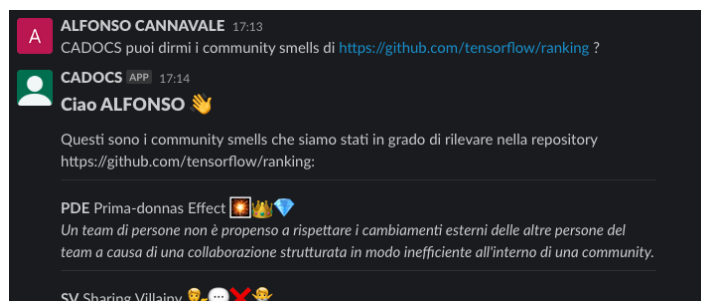 A
ALFONSO CANNAVALE 17:13
CADOCS puoi dirmi i community smells di https://github.com/tensorflow/ranking ?
CADOCS APP 17:14
Ciao ALFONSO 👋
Questi sono i community smells che siamo stati in grado di rilevare nella repository
https://github.com/tensorflow/ranking:
PDE Prima-donnas Effect 💥👑💎
Un team di persone non è propenso a rispettare i cambiamenti esterni delle altre persone del
team a causa di una collaborazione strutturata in modo inefficiente all'interno di una community.
SV Sharing Villainy